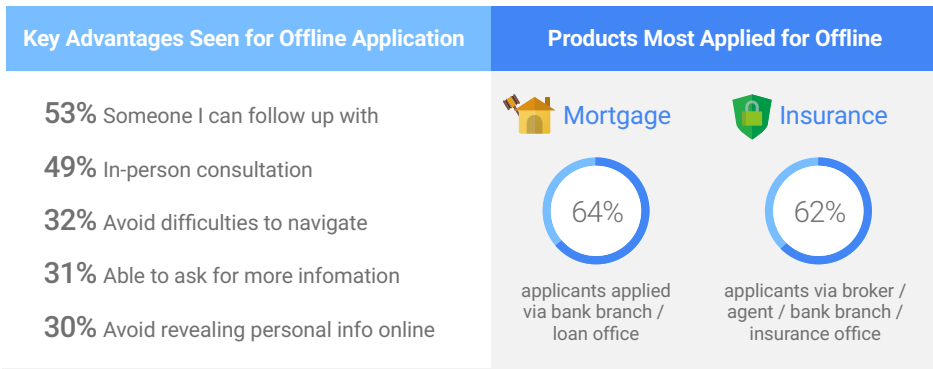 Key Advantages Seen for Offline Application
53% Someone I can follow up with
49% In-person consultation
32% Avoid difficulties to navigate
31% Able to ask for more infomation
30% Avoid revealing personal info online
Products Most Applied for Offline
Mortgage
64%
applicants applied
via bank branch /
loan office
Insurance
62%
applicants via broker /
agent / bank branch /
insurance office